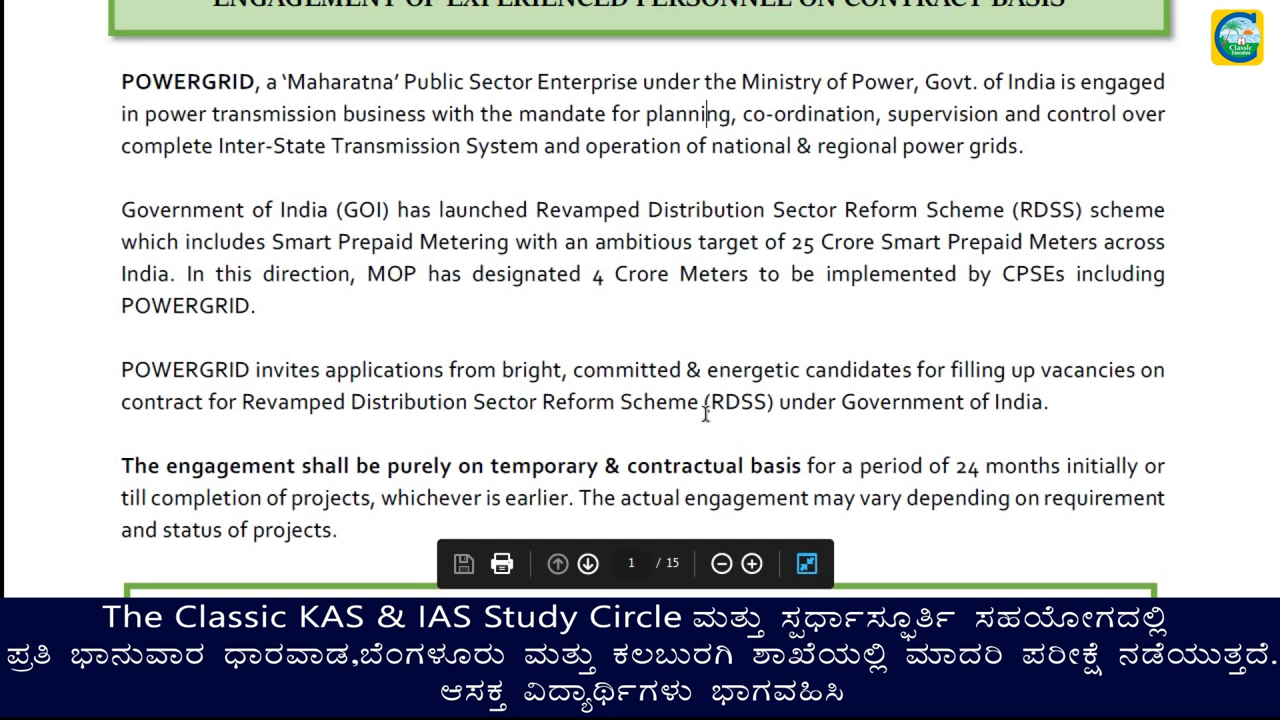 ENGAGEMENT OF EXPERIENCED PERSONNEL ON CONTRACT BASIS
Classic
Education
POWERGRID, a ‘Maharatna’ Public Sector Enterprise under the Ministry of Power, Govt. of India is engaged
in power transmission business with the mandate for planning, co-ordination, supervision and control over
complete Inter-State Transmission System and operation of national & regional power grids.
Government of India (GOI) has launched Revamped Distribution Sector Reform Scheme (RDSS) scheme
which includes Smart Prepaid Metering with an ambitious target of 25 Crore Smart Prepaid Meters across
India. In this direction, MOP has designated 4 Crore Meters to be implemented by CPSEs including
POWERGRID.
POWERGRID invites applications from bright, committed & energetic candidates for filling up vacancies on
contract for Revamped Distribution Sector Reform Scheme (RDSS) under Government of India.
The engagement shall be purely on temporary & contractual basis for a period of 24 months initially or
till completion of projects, whichever is earlier. The actual engagement may vary depending on requirement
and status of projects.
1 / 15
The Classic KAS & IAS Study Circle ಮತ್ತು ಸ್ಪರ್ಧಾಸ್ಫೂರ್ತಿ ಸಹಯೋಗದಲ್ಲಿ
ಪ್ರತಿ ಭಾನುವಾರ ಧಾರವಾಡ,ಬೆಂಗಳೂರು ಮತ್ತು ಕಲಬುರಗಿ ಶಾಖೆಯಲ್ಲಿ ಮಾದರಿ ಪರೀಕ್ಷೆ ನಡೆಯುತ್ತದೆ.
ಆಸಕ್ತ ವಿದ್ಯಾರ್ಥಿಗಳು ಭಾಗವಹಿಸಿ